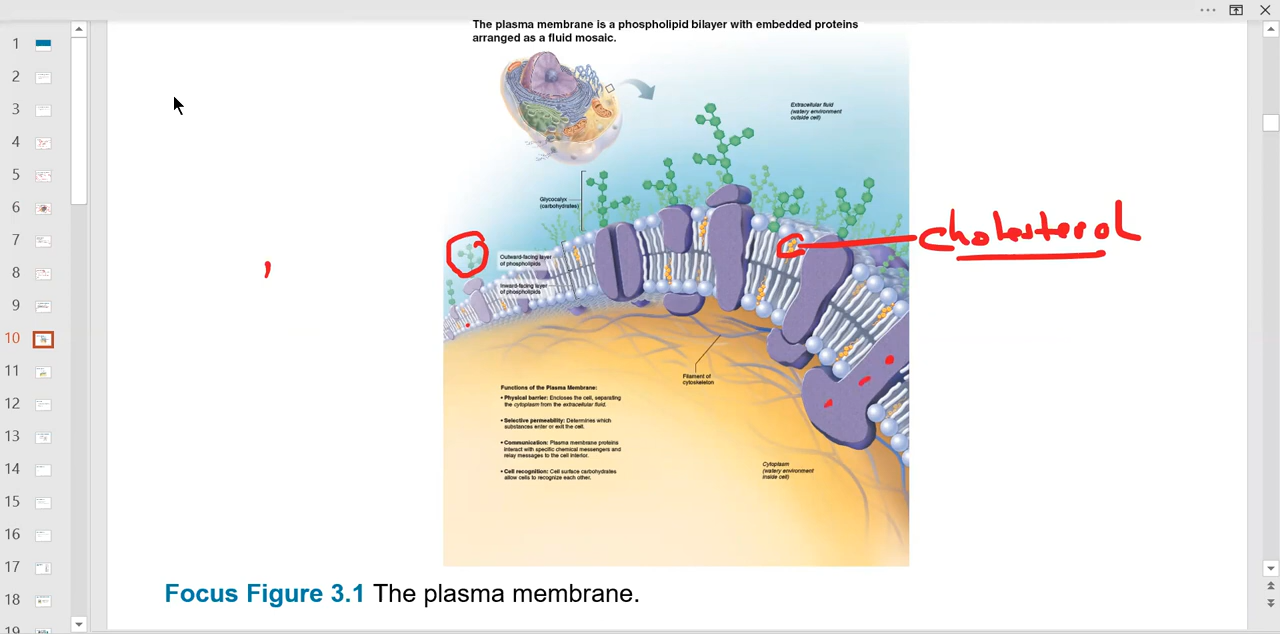 The plasma membrane is a phospholipid bilayer with embedded proteins
arranged as a fluid mosaic.
Extracellular fluid
(watery environment
outside cell)
Glycocalyx
(carbohydrates)
cholesterol
Outward-facing layer
of phospholipids
Inward-facing layer
of phospholipids
Filament of
cytoskeleton
Functions of the Plasma Membrane:
• Physical barrier: Encloses the cell, separating
the cytoplasm from the extracellular fluid.
• Selective permeability: Determines which
substances enter or exit the cell.
• Communication: Plasma membrane proteins
interact with specific chemical messengers and
relay messages to the cell interior.
• Cell recognition: Cell surface carbohydrates
allow cells to recognize each other.
Cytoplasm
(watery environment
inside cell)
Focus Figure 3.1 The plasma membrane.
1
2
3
4
5
6
7
8
9
10
11
12
13
14
15
16
17
18
19